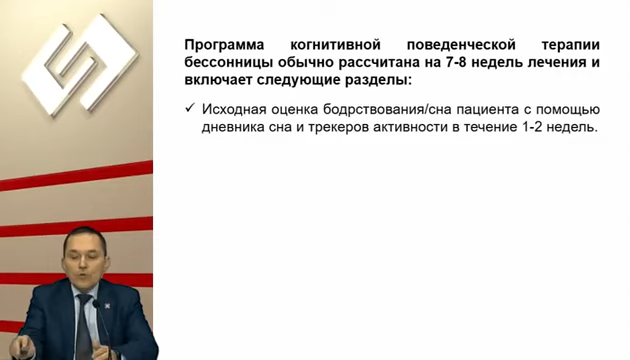 Программа когнитивной поведенческой терапии
бессонницы обычно рассчитана на 7-8 недель лечения и
включает следующие разделы:
✓ Исходная оценка бодрствования/сна пациента с помощью
дневника сна и трекеров активности в течение 1-2 недель.